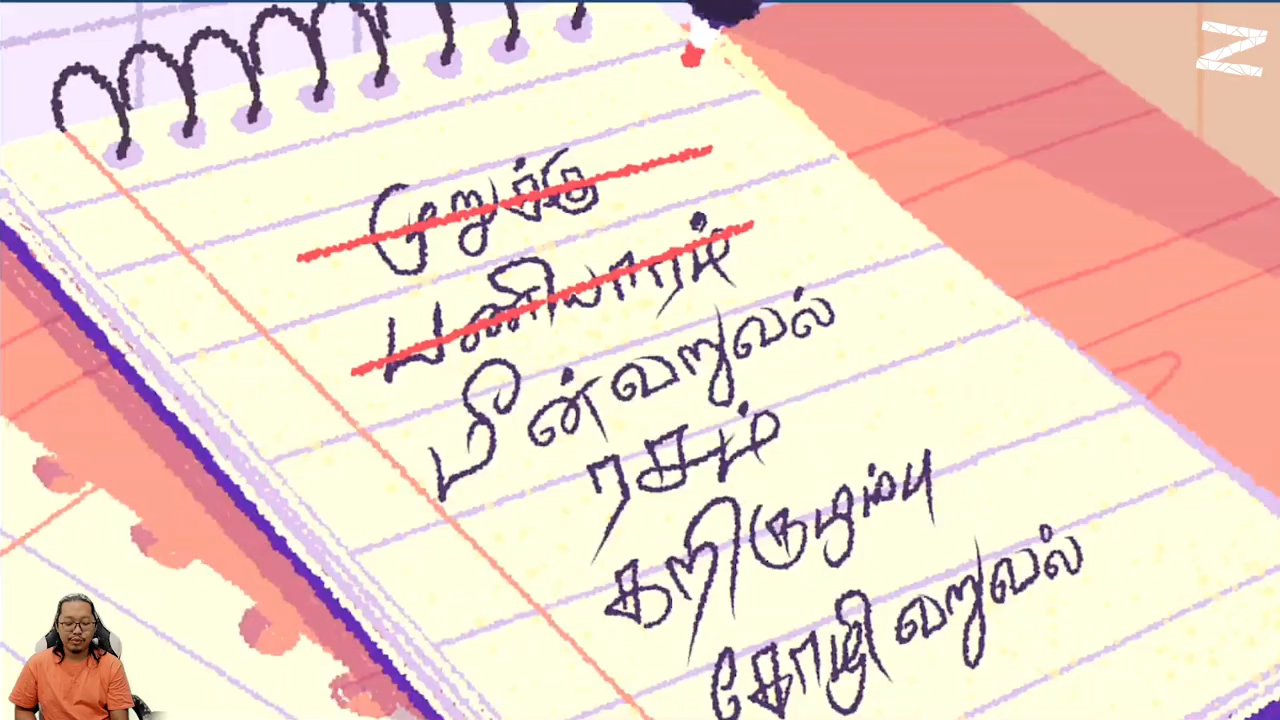 முறுக்கு
பணியாரம்
மீன் வறுவல்
ரசம்
கறி குழம்பு
கோழி வறுவல்